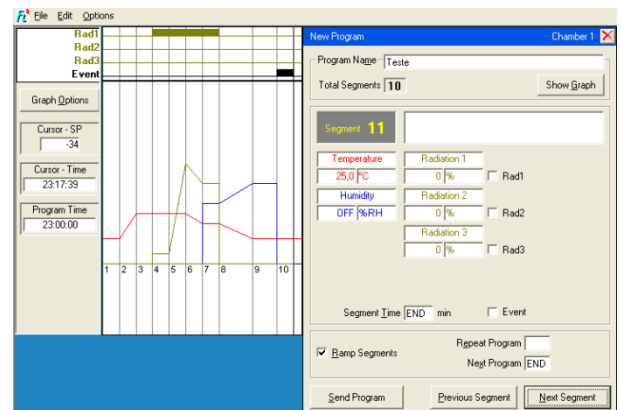 File Edit Options
Rad1
Rad2
Rad3
Event
Graph Options
Cursor - SP
-34
Cursor - Time
23:17:39
Program Time
23:00:00
1 2 3 4 5 6 7 8 9 10
New Program Chamber 1
Program Name Teste
Total Segments 10 Show Graph
Segment 11
Temperature Radiation 1
25,0 °C 0 % Rad1
Humidity Radiation 2
OFF %RH 0 % Rad2
Radiation 3
0 % Rad3
Segment Time END min Event
Ramp Segments
Repeat Program
Next Program END
Send Program Previous Segment Next Segment